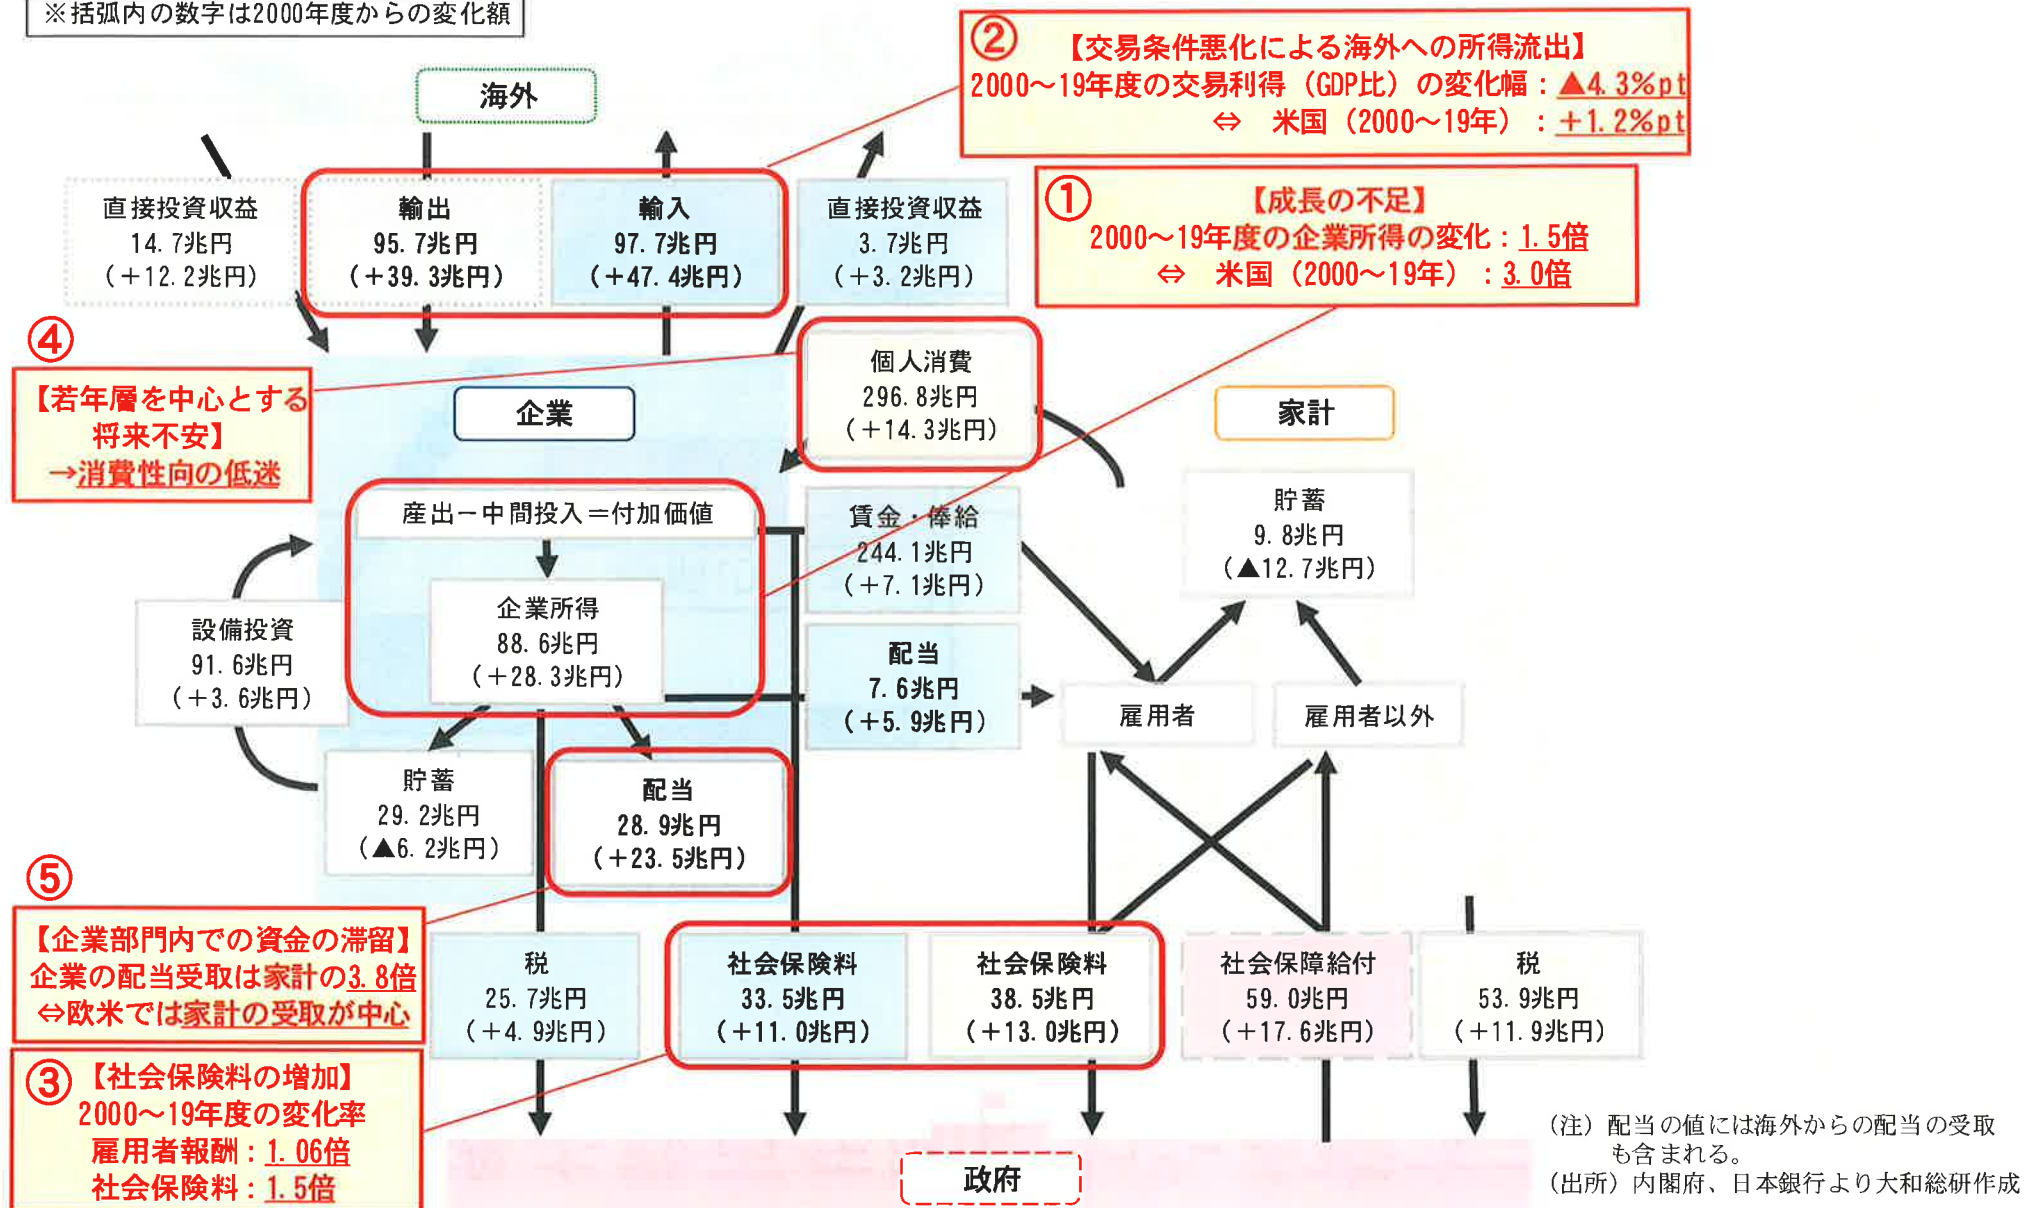 ※括弧内の数字は2000年度からの変化額
②
【交易条件悪化による海外への所得流出】
2000～19年度の交易利得（GDP比）の変化幅：▲4.3%pt
⇔　米国（2000～19年）：＋1.2%pt
海外
①
【成長の不足】
2000～19年度の企業所得の変化：1.5倍
⇔　米国（2000～19年）：3.0倍
直接投資収益
14.7兆円
（＋12.2兆円）
輸出
95.7兆円
（＋39.3兆円）
輸入
97.7兆円
（＋47.4兆円）
直接投資収益
3.7兆円
（＋3.2兆円）
④
【若年層を中心とする
将来不安】
→消費性向の低迷
企業
個人消費
296.8兆円
（＋14.3兆円）
家計
産出－中間投入＝付加価値
賃金・俸給
244.1兆円
（＋7.1兆円）
貯蓄
9.8兆円
（▲12.7兆円）
設備投資
91.6兆円
（＋3.6兆円）
企業所得
88.6兆円
（＋28.3兆円）
配当
7.6兆円
（＋5.9兆円）
雇用者
雇用者以外
貯蓄
29.2兆円
（▲6.2兆円）
配当
28.9兆円
（＋23.5兆円）
⑤
【企業部門内での資金の滞留】
企業の配当受取は家計の3.8倍
⇔欧米では家計の受取が中心
税
25.7兆円
（＋4.9兆円）
社会保険料
33.5兆円
（＋11.0兆円）
社会保険料
38.5兆円
（＋13.0兆円）
社会保障給付
59.0兆円
（＋17.6兆円）
税
53.9兆円
（＋11.9兆円）
③
【社会保険料の増加】
2000～19年度の変化率
雇用者報酬：1.06倍
社会保険料：1.5倍
政府
（注）配当の値には海外からの配当の受取
も含まれる。
（出所）内閣府、日本銀行より大和総研作成